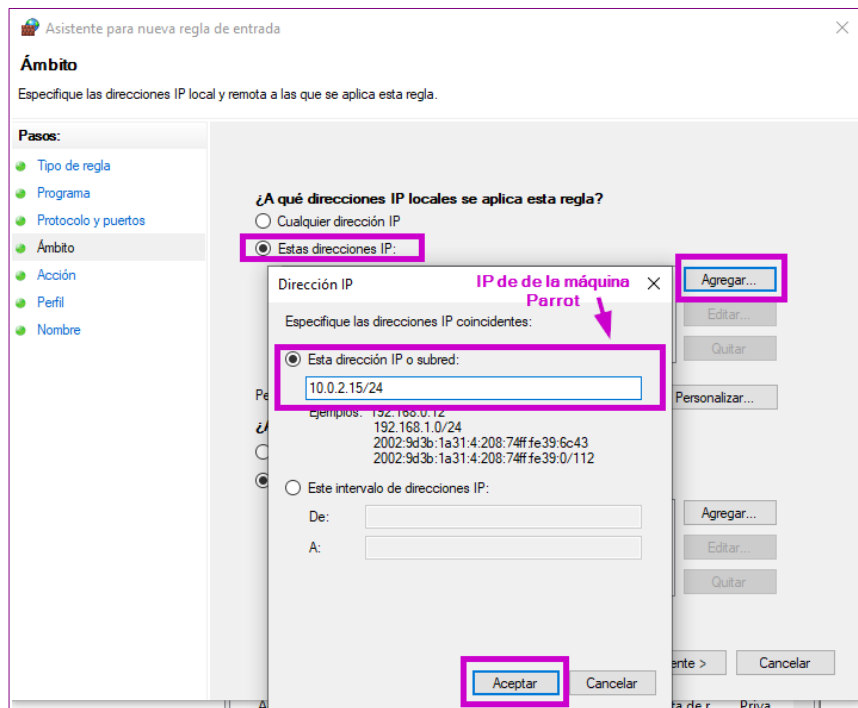 Asistente para nueva regla de entrada
Ámbito
Especifique las direcciones IP local y remota a las que se aplica esta regla.
Pasos:
Tipo de regla
Programa
Protocolo y puertos
Ámbito
Acción
Perfil
Nombre
¿A qué direcciones IP locales se aplica esta regla?
Cualquier dirección IP
Estas direcciones IP:
Agregar...
Editar...
Quitar
Personalizar...
Agregar...
Editar...
Quitar
Dirección IP
IP de de la máquina
Parrot
Especifique las direcciones IP coincidentes:
Esta dirección IP o subred:
10.0.2.15/24
Ejemplos: 192.168.0.12
192.168.1.0/24
2002:9d3b:1a31:4:208:74ff:fe39:6c43
2002:9d3b:1a31:4:208:74ff:fe39:0/112
Este intervalo de direcciones IP:
De:
A:
Aceptar
Cancelar
ente >
Cancelar